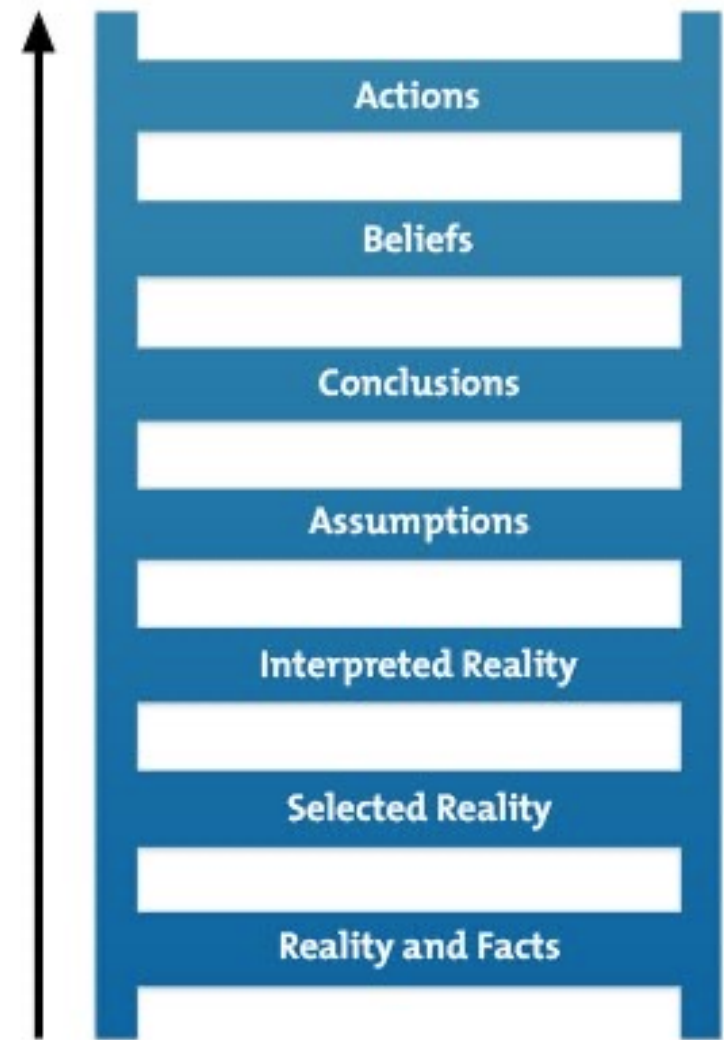 Actions
Beliefs
Conclusions
Assumptions
Interpreted Reality
Selected Reality
Reality and Facts